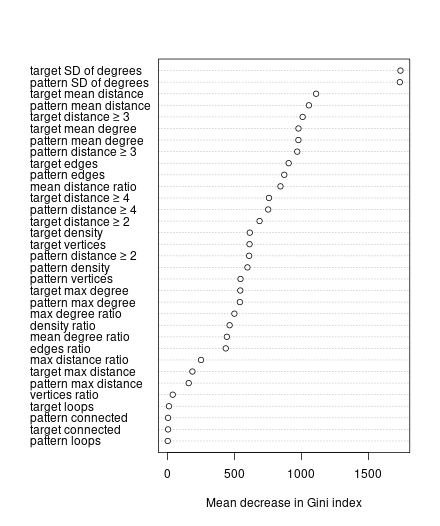 target SD of degrees
pattern SD of degrees
target mean distance
pattern mean distance
target distance ≥ 3
target mean degree
pattern mean degree
pattern distance ≥ 3
target edges
pattern edges
mean distance ratio
target distance ≥ 4
pattern distance ≥ 4
target distance ≥ 2
target density
target vertices
pattern distance ≥ 2
pattern density
pattern vertices
target max degree
pattern max degree
max degree ratio
density ratio
mean degree ratio
edges ratio
max distance ratio
target max distance
pattern max distance
vertices ratio
target loops
pattern connected
target connected
pattern loops
0 500 1000 1500
Mean decrease in Gini index